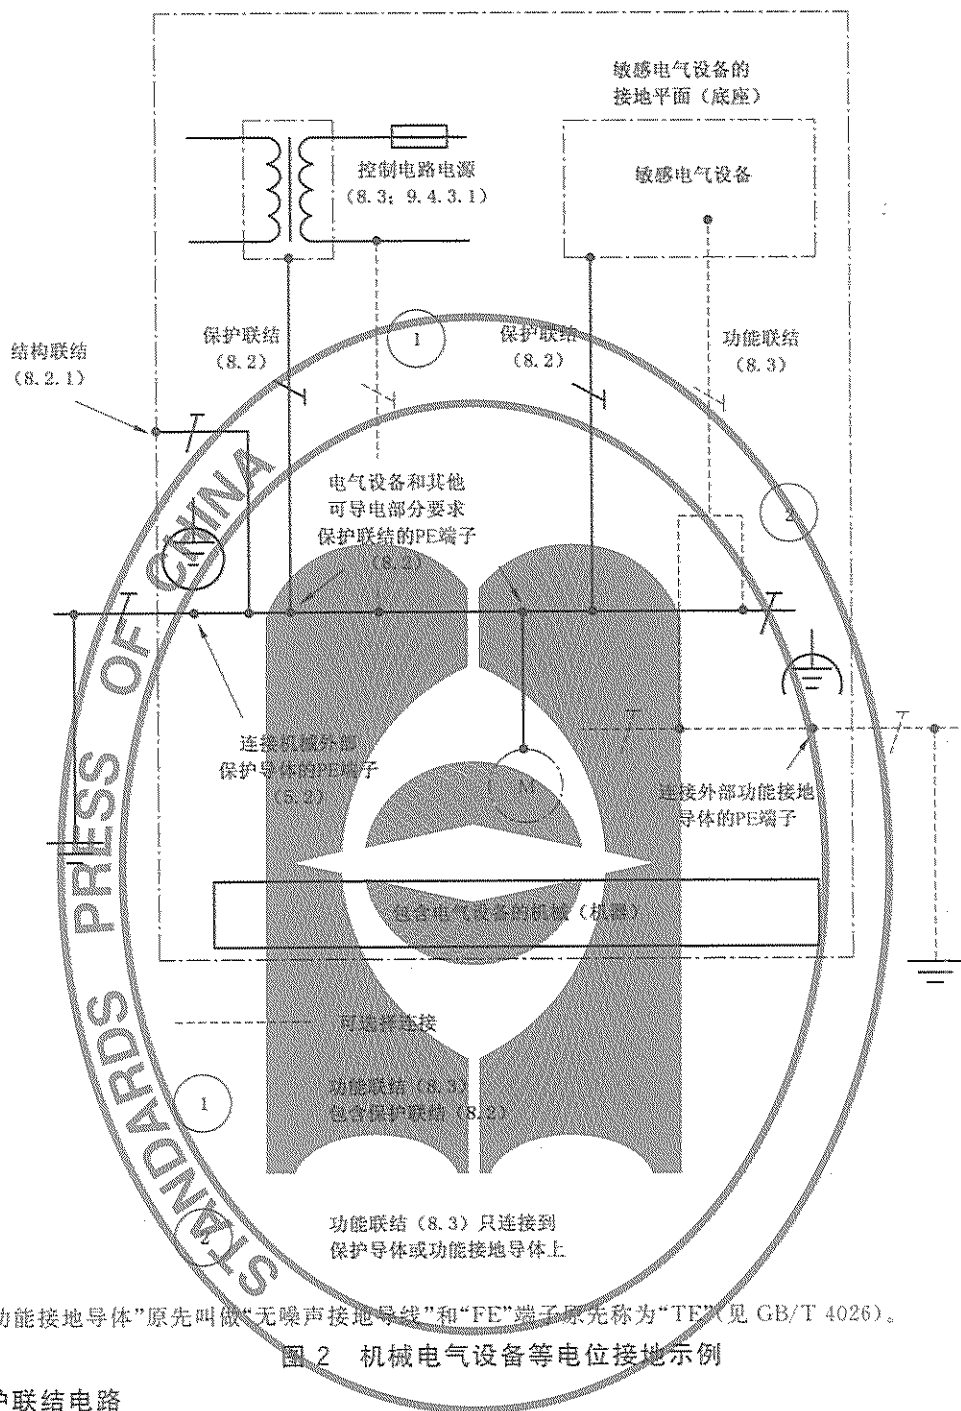 敏感电气设备的
接地平面（底座）
敏感电气设备
控制电路电源
（8.3；9.4.3.1）
结构联结
（8.2.1）
保护联结
（8.2）
1
保护联结
（8.2）
功能联结
（8.3）
2
电气设备和其他
可导电部分要求
保护联结的PE端子
（8.2）
连接机械外部
保护导体的PE端子
（5.2）
M
连接外部功能接地
导体的PE端子
包含电气设备的机械（机器）
可选择连接
1
功能联结（8.3）
包含保护联结（8.2）
2
功能联结（8.3）只连接到
保护导体或功能接地导体上
功能接地导体”原先叫做“无噪声接地导线”和“FE”端子原先称为“TE”（见 GB/T 4026）。
图 2 机械电气设备等电位接地示例
护联结电路
STANDARDS PRESS OF CHINA